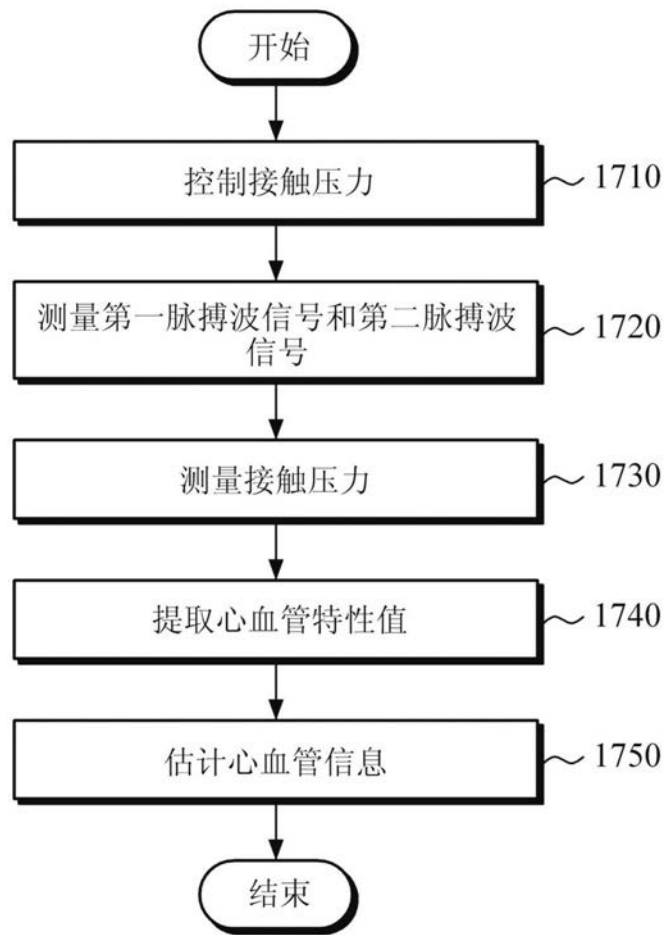 开始
控制接触压力
1710
测量第一脉搏波信号和第二脉搏波
信号
1720
测量接触压力
1730
提取心血管特性值
1740
估计心血管信息
1750
结束